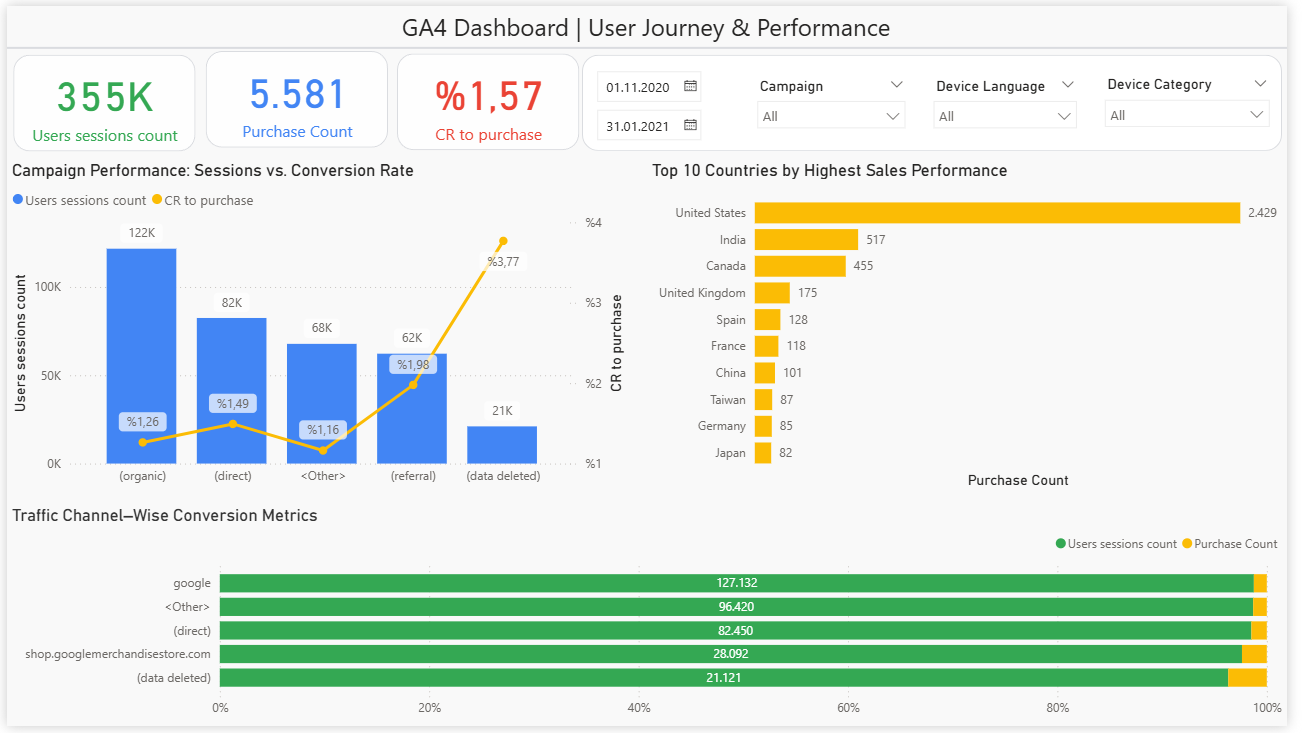 GA4 Dashboard | User Journey & Performance
355K
Users sessions count
5.581
Purchase Count
%1,57
CR to purchase
01.11.2020
31.01.2021
Campaign
All
Device Language
All
Device Category
All
Campaign Performance: Sessions vs. Conversion Rate
Users sessions count CR to purchase
Users sessions count
100K
50K
0K
122K
82K
68K
62K
21K
%1,26
%1,49
%1,16
%1,98
%3,77
%4
%3
%2
%1
CR to purchase
(organic) (direct) <Other> (referral) (data deleted)
Top 10 Countries by Highest Sales Performance
United States 2.429
India 517
Canada 455
United Kingdom 175
Spain 128
France 118
China 101
Taiwan 87
Germany 85
Japan 82
Purchase Count
Traffic Channel–Wise Conversion Metrics
Users sessions count Purchase Count
google 127.132
<Other> 96.420
(direct) 82.450
shop.googlemerchandisestore.com 28.092
(data deleted) 21.121
0% 20% 40% 60% 80% 100%